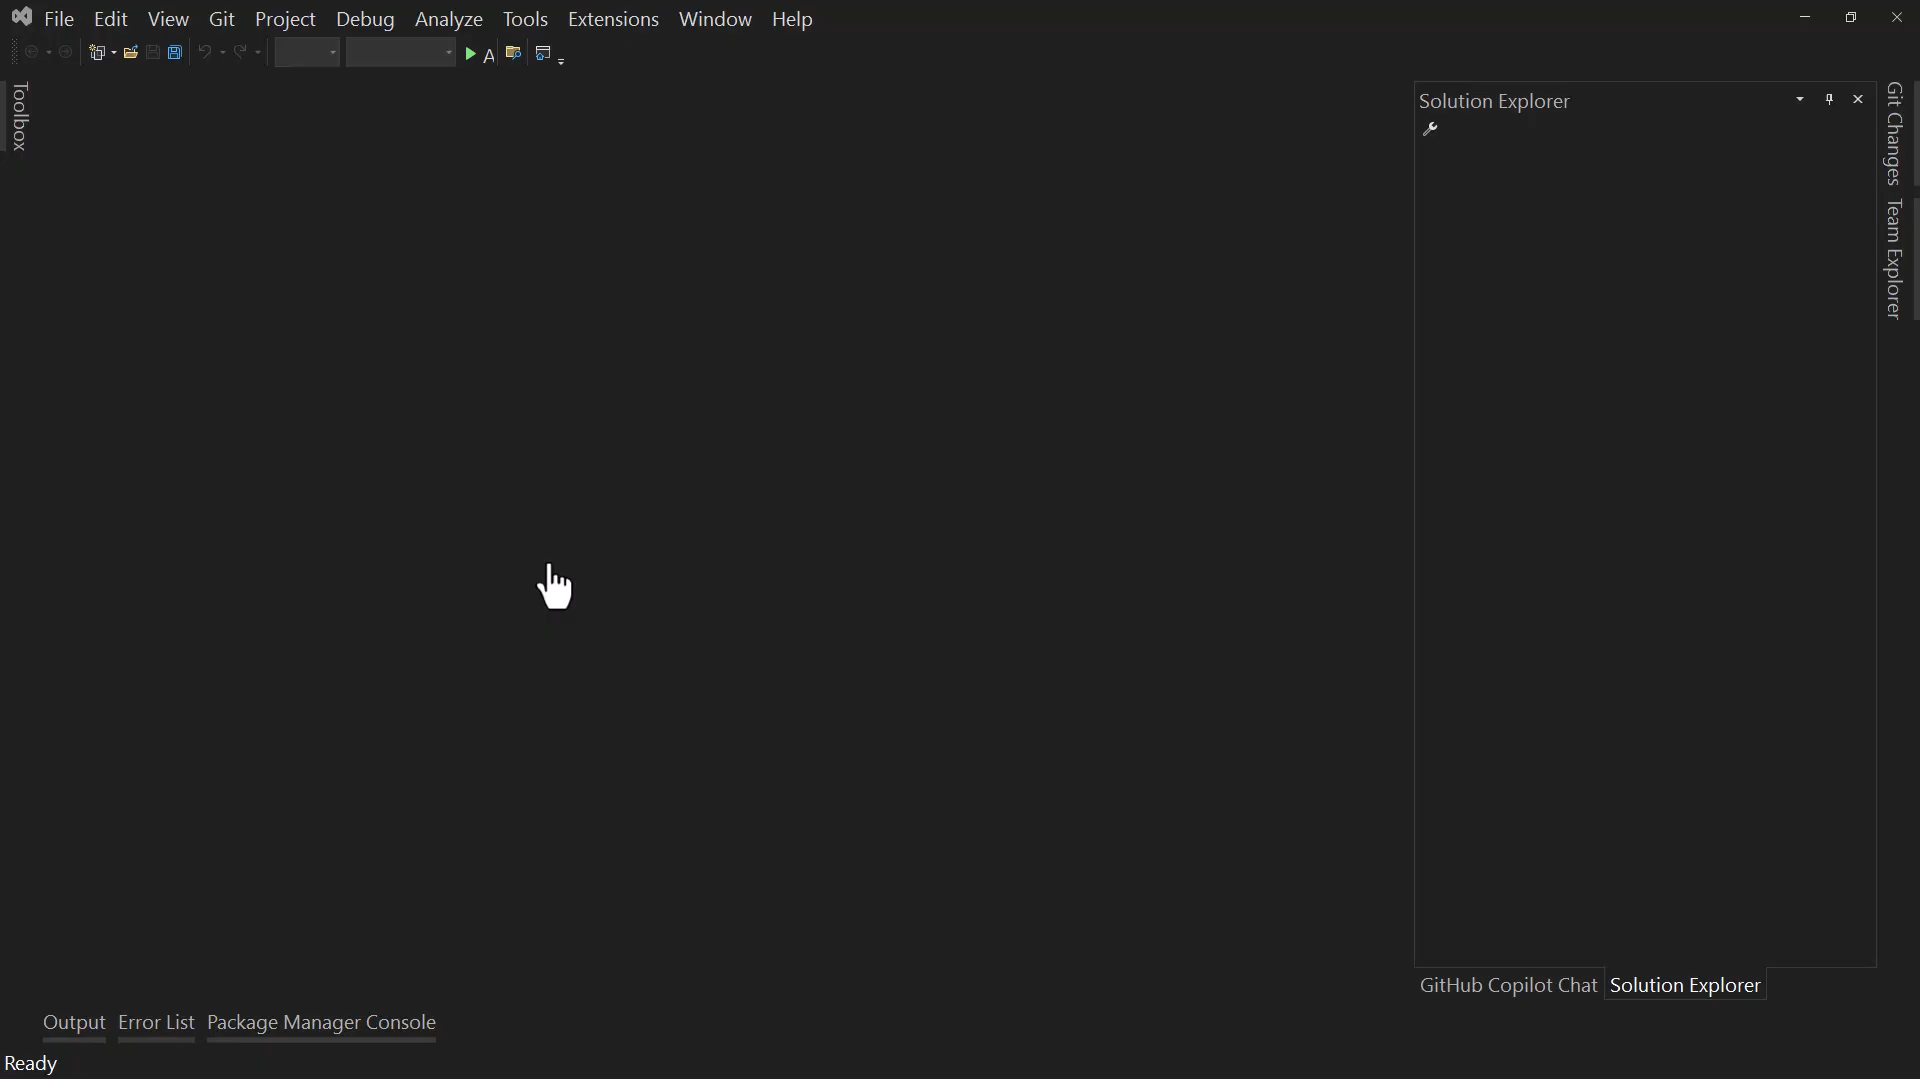 File Edit View Git Project Debug Analyze Tools Extensions Window Help
A
Toolbox
Solution Explorer
Git Changes
Team Explorer
GitHub Copilot Chat Solution Explorer
Output Error List Package Manager Console
Ready